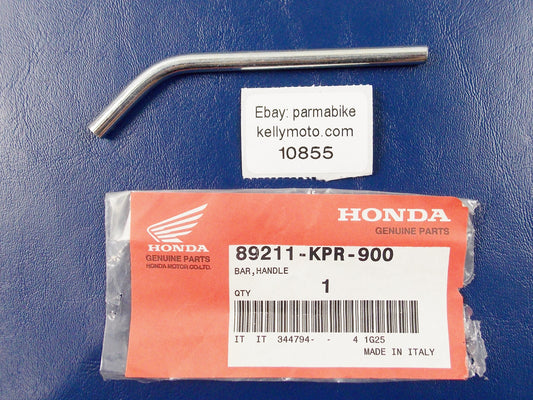 Ebay: parmabike
kellymoto.com
10855
HONDA
GENUINE PARTS
HONDA MOTOR CO.,LTD.
HONDA
GENUINE PARTS
89211-KPR-900
BAR,HANDLE
QTY 1
IT IT 344794- - 4 1G25
MADE IN ITALY